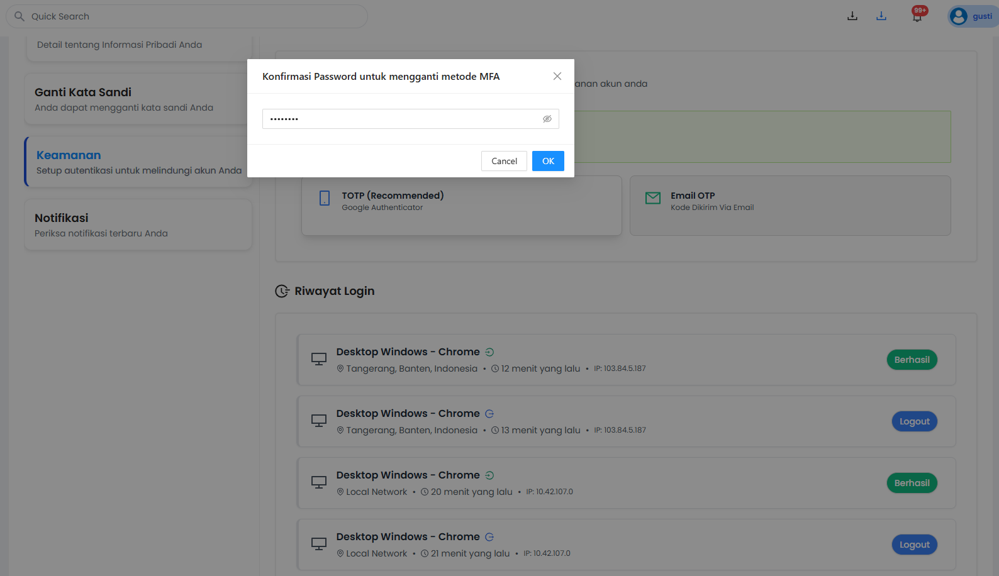 Quick Search
99+
gusti
Detail tentang Informasi Pribadi Anda
Ganti Kata Sandi
Anda dapat mengganti kata sandi Anda
Keamanan
Setup autentikasi untuk melindungi akun Anda
Notifikasi
Periksa notifikasi terbaru Anda
Konfirmasi Password untuk mengganti metode MFA
••••••••
Cancel
OK
anan akun anda
TOTP (Recommended)
Google Authenticator
Email OTP
Kode Dikirim Via Email
Riwayat Login
Desktop Windows - Chrome
Tangerang, Banten, Indonesia • 12 menit yang lalu • IP: 103.84.5.187
Berhasil
Desktop Windows - Chrome
Tangerang, Banten, Indonesia • 13 menit yang lalu • IP: 103.84.5.187
Logout
Desktop Windows - Chrome
Local Network • 20 menit yang lalu • IP: 10.42.107.0
Berhasil
Desktop Windows - Chrome
Local Network • 21 menit yang lalu • IP: 10.42.107.0
Logout